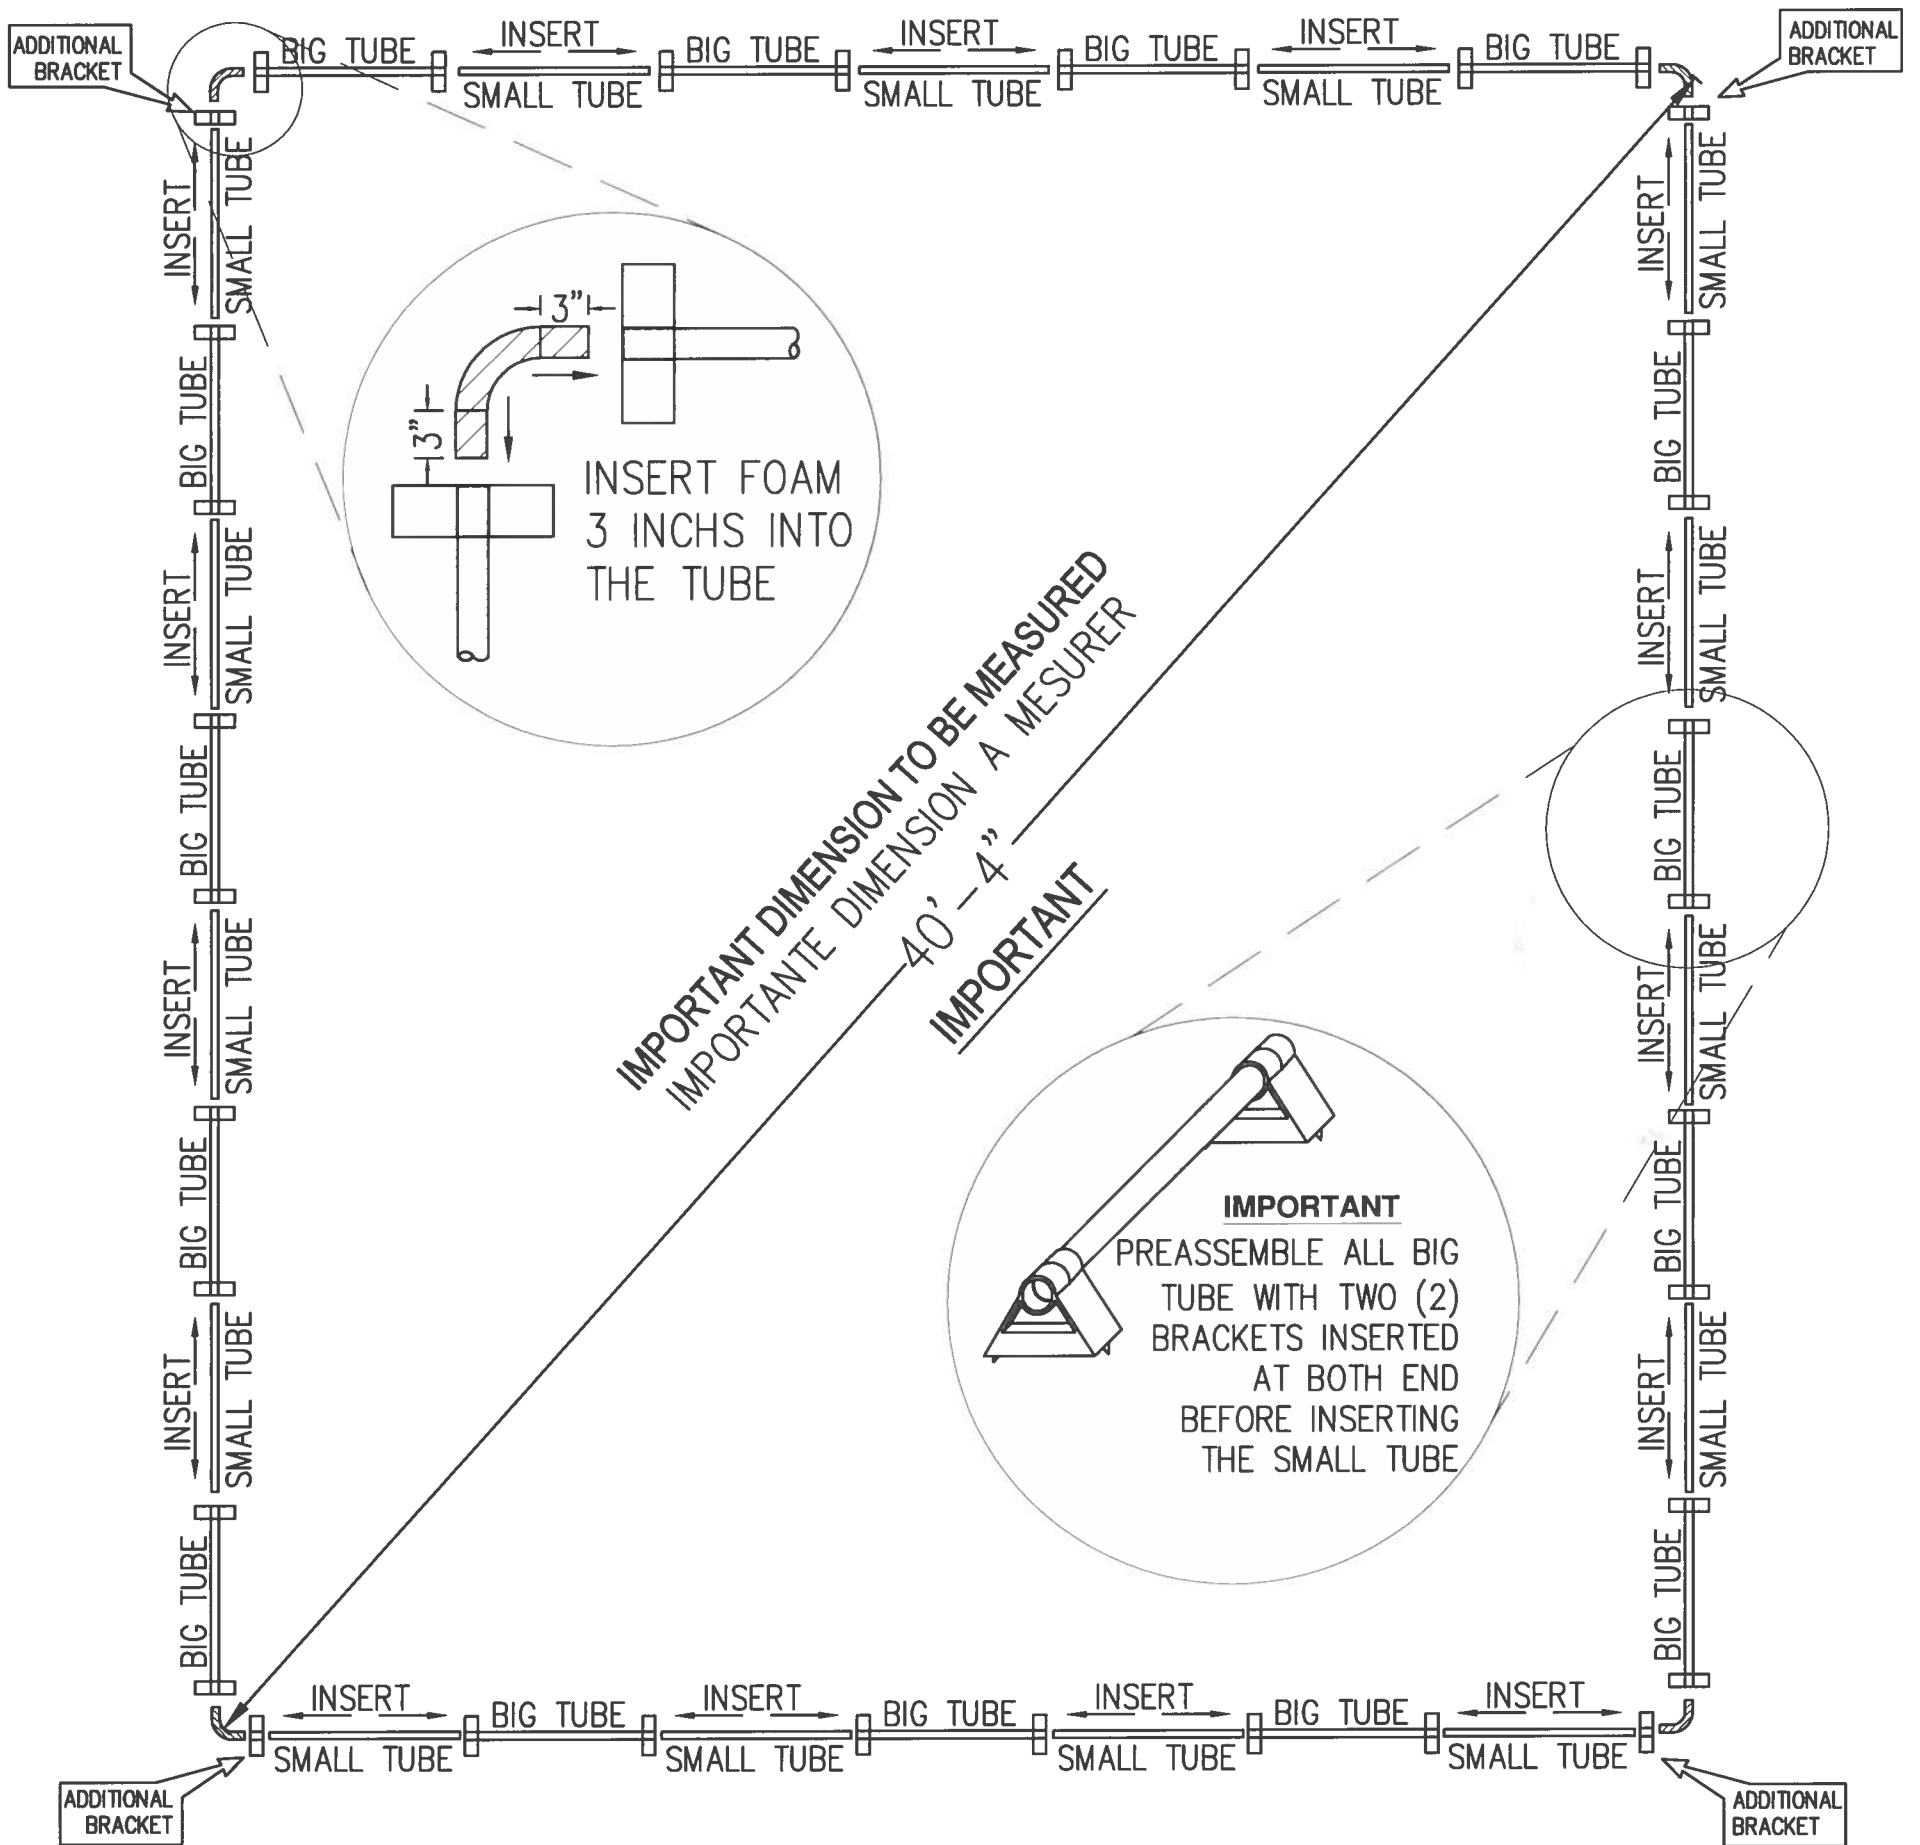 ADDITIONAL
BRACKET
BIG TUBE
INSERT
SMALL TUBE
BIG TUBE
INSERT
SMALL TUBE
BIG TUBE
INSERT
SMALL TUBE
BIG TUBE
ADDITIONAL
BRACKET
INSERT
SMALL TUBE
BIG TUBE
INSERT
SMALL TUBE
BIG TUBE
INSERT
SMALL TUBE
BIG TUBE
INSERT
SMALL TUBE
BIG TUBE
3"
3"
INSERT FOAM
3 INCHS INTO
THE TUBE
IMPORTANT DIMENSION TO BE MEASURED
IMPORTANTE DIMENSION A MESURER
40'-4"
IMPORTANT
IMPORTANT
PREASSEMBLE ALL BIG
TUBE WITH TWO (2)
BRACKETS INSERTED
AT BOTH END
BEFORE INSERTING
THE SMALL TUBE
INSERT
SMALL TUBE
BIG TUBE
INSERT
SMALL TUBE
BIG TUBE
INSERT
SMALL TUBE
BIG TUBE
INSERT
SMALL TUBE
BIG TUBE
INSERT
SMALL TUBE
BIG TUBE
INSERT
SMALL TUBE
BIG TUBE
INSERT
SMALL TUBE
BIG TUBE
INSERT
SMALL TUBE
ADDITIONAL
BRACKET
ADDITIONAL
BRACKET